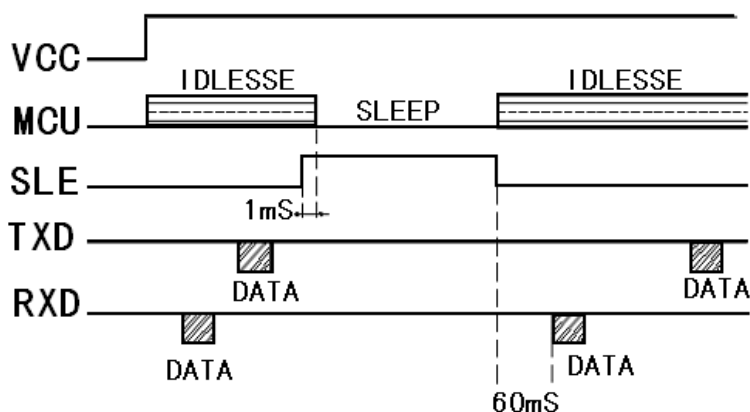 VCC
IDLESSE IDLESSE
MCU SLEEP
SLE
1mS
TXD
DATA DATA
RXD
DATA DATA
60mS